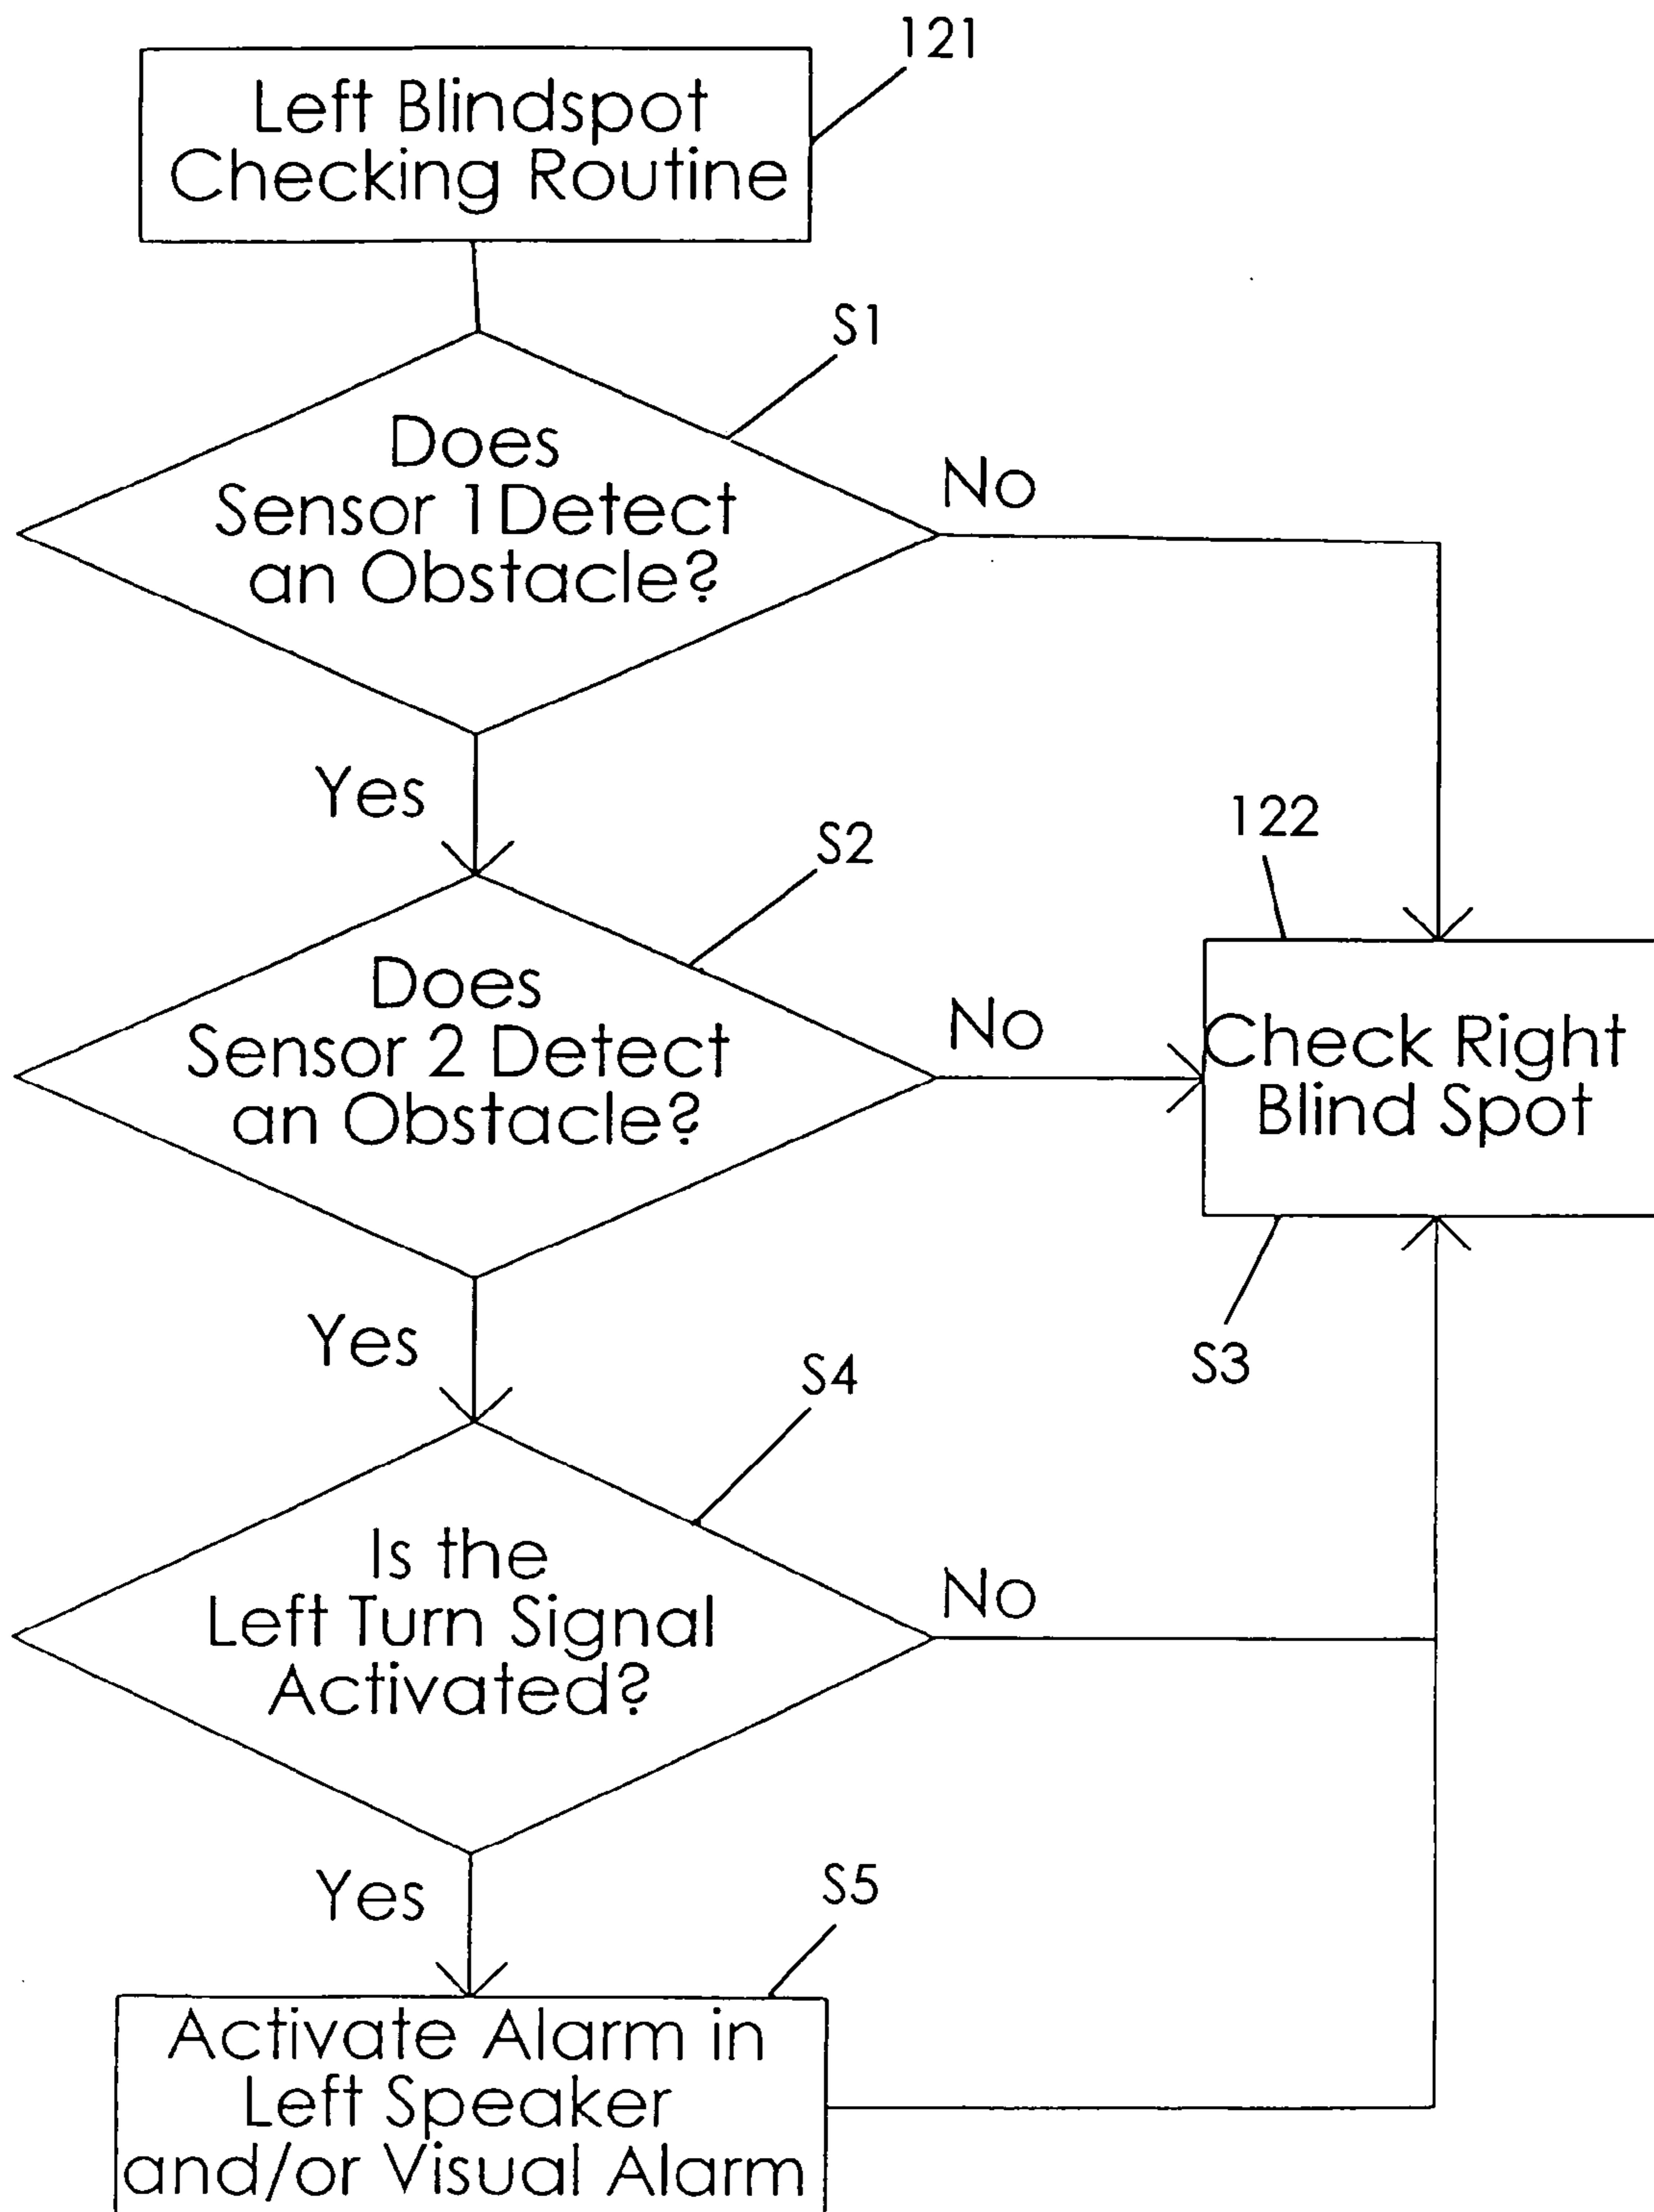 121
Left Blindspot
Checking Routine
S1
Does
Sensor 1 Detect
an Obstacle?
No
Yes
122
S2
Does
Sensor 2 Detect
an Obstacle?
No
Check Right
Blind Spot
Yes
S3
S4
Is the
Left Turn Signal
Activated?
No
Yes
S5
Activate Alarm in
Left Speaker
and/or Visual Alarm